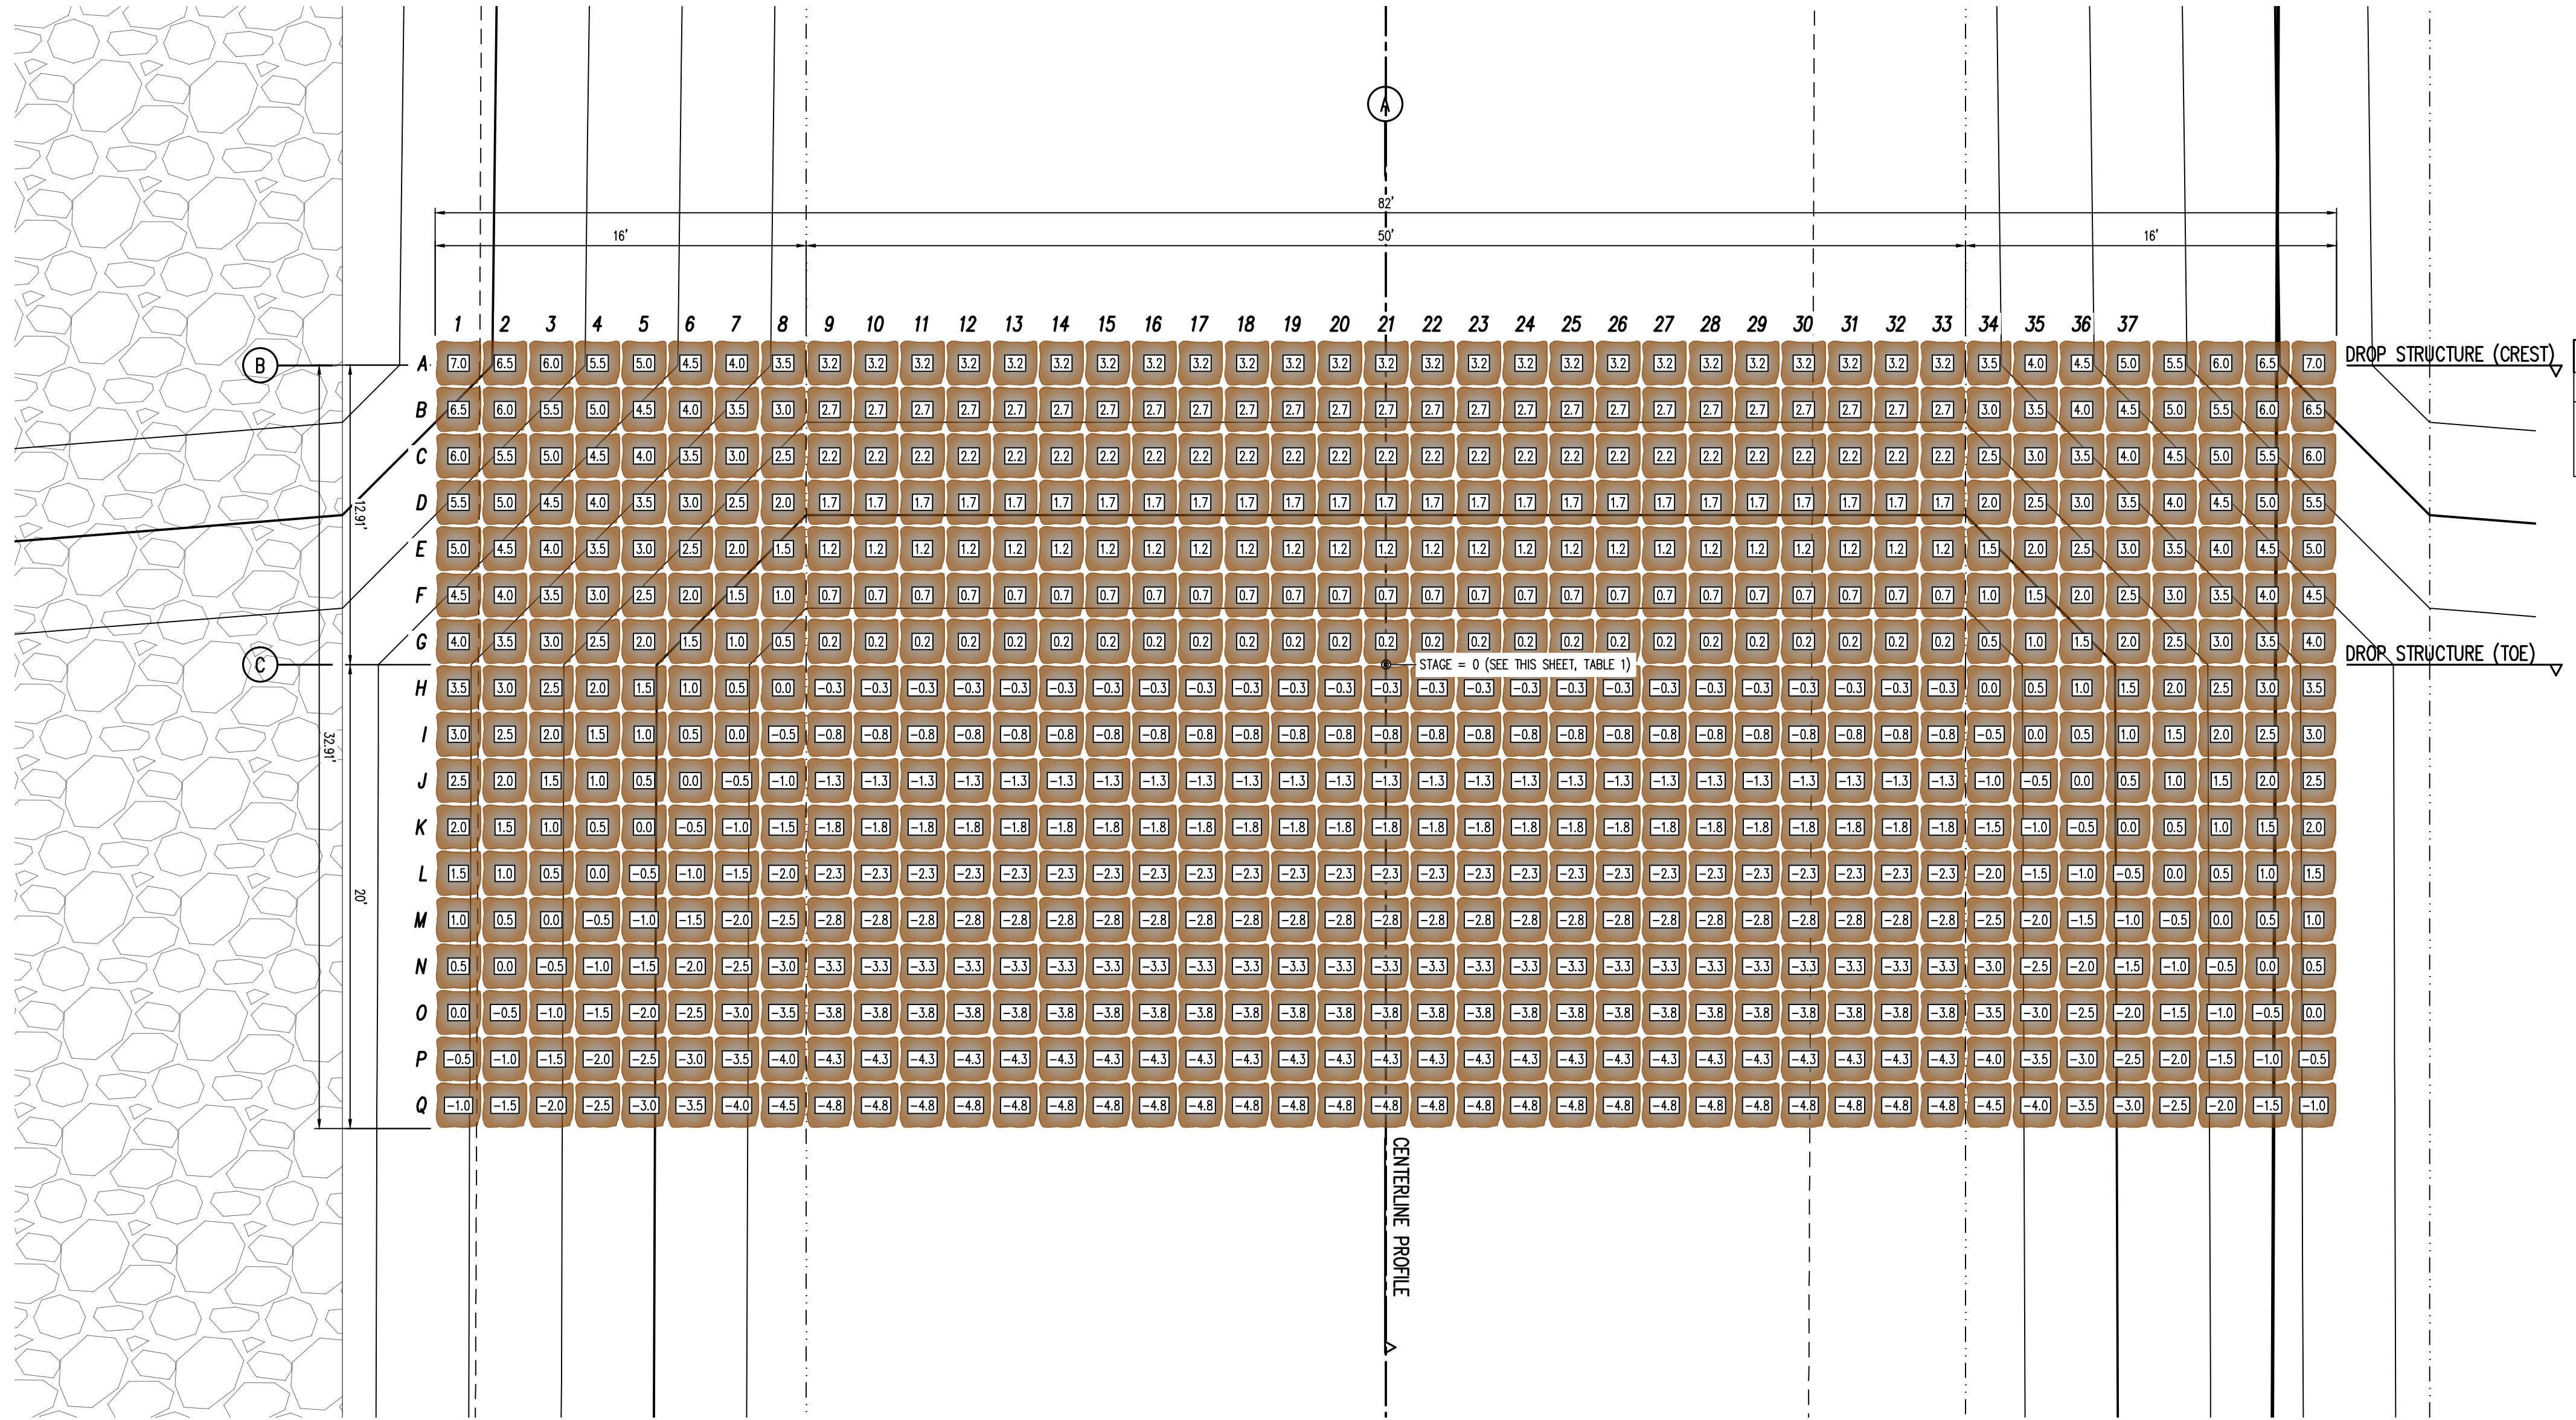 A
82'
16' 50' 16'
1 2 3 4 5 6 7 8 9 10 11 12 13 14 15 16 17 18 19 20 21 22 23 24 25 26 27 28 29 30 31 32 33 34 35 36 37
B A 7.0 6.5 6.0 5.5 5.0 4.5 4.0 3.5 3.2 3.2 3.2 3.2 3.2 3.2 3.2 3.2 3.2 3.2 3.2 3.2 3.2 3.2 3.2 3.2 3.2 3.2 3.2 3.2 3.2 3.2 3.2 3.2 3.2 3.5 4.0 4.5 5.0 5.5 6.0 6.5 7.0 DROP STRUCTURE (CREST)
B 6.5 6.0 5.5 5.0 4.5 4.0 3.5 3.0 2.7 2.7 2.7 2.7 2.7 2.7 2.7 2.7 2.7 2.7 2.7 2.7 2.7 2.7 2.7 2.7 2.7 2.7 2.7 2.7 2.7 2.7 2.7 2.7 2.7 3.0 3.5 4.0 4.5 5.0 5.5 6.0 6.5
C 6.0 5.5 5.0 4.5 4.0 3.5 3.0 2.5 2.2 2.2 2.2 2.2 2.2 2.2 2.2 2.2 2.2 2.2 2.2 2.2 2.2 2.2 2.2 2.2 2.2 2.2 2.2 2.2 2.2 2.2 2.2 2.2 2.2 2.5 3.0 3.5 4.0 4.5 5.0 5.5 6.0
12.91'
D 5.5 5.0 4.5 4.0 3.5 3.0 2.5 2.0 1.7 1.7 1.7 1.7 1.7 1.7 1.7 1.7 1.7 1.7 1.7 1.7 1.7 1.7 1.7 1.7 1.7 1.7 1.7 1.7 1.7 1.7 1.7 1.7 1.7 2.0 2.5 3.0 3.5 4.0 4.5 5.0 5.5
E 5.0 4.5 4.0 3.5 3.0 2.5 2.0 1.5 1.2 1.2 1.2 1.2 1.2 1.2 1.2 1.2 1.2 1.2 1.2 1.2 1.2 1.2 1.2 1.2 1.2 1.2 1.2 1.2 1.2 1.2 1.2 1.2 1.2 1.5 2.0 2.5 3.0 3.5 4.0 4.5 5.0
F 4.5 4.0 3.5 3.0 2.5 2.0 1.5 1.0 0.7 0.7 0.7 0.7 0.7 0.7 0.7 0.7 0.7 0.7 0.7 0.7 0.7 0.7 0.7 0.7 0.7 0.7 0.7 0.7 0.7 0.7 0.7 0.7 0.7 1.0 1.5 2.0 2.5 3.0 3.5 4.0 4.5
G 4.0 3.5 3.0 2.5 2.0 1.5 1.0 0.5 0.2 0.2 0.2 0.2 0.2 0.2 0.2 0.2 0.2 0.2 0.2 0.2 0.2 0.2 0.2 0.2 0.2 0.2 0.2 0.2 0.2 0.2 0.2 0.2 0.2 0.5 1.0 1.5 2.0 2.5 3.0 3.5 4.0
C STAGE = 0 (SEE THIS SHEET, TABLE 1) DROP STRUCTURE (TOE)
H 3.5 3.0 2.5 2.0 1.5 1.0 0.5 0.0 -0.3 -0.3 -0.3 -0.3 -0.3 -0.3 -0.3 -0.3 -0.3 -0.3 -0.3 -0.3 -0.3 -0.3 -0.3 -0.3 -0.3 -0.3 -0.3 -0.3 -0.3 -0.3 -0.3 -0.3 -0.3 0.0 0.5 1.0 1.5 2.0 2.5 3.0 3.5
I 3.0 2.5 2.0 1.5 1.0 0.5 0.0 -0.5 -0.8 -0.8 -0.8 -0.8 -0.8 -0.8 -0.8 -0.8 -0.8 -0.8 -0.8 -0.8 -0.8 -0.8 -0.8 -0.8 -0.8 -0.8 -0.8 -0.8 -0.8 -0.8 -0.8 -0.8 -0.8 -0.5 0.0 0.5 1.0 1.5 2.0 2.5 3.0
32.91'
J 2.5 2.0 1.5 1.0 0.5 0.0 -0.5 -1.0 -1.3 -1.3 -1.3 -1.3 -1.3 -1.3 -1.3 -1.3 -1.3 -1.3 -1.3 -1.3 -1.3 -1.3 -1.3 -1.3 -1.3 -1.3 -1.3 -1.3 -1.3 -1.3 -1.3 -1.3 -1.3 -1.0 -0.5 0.0 0.5 1.0 1.5 2.0 2.5
K 2.0 1.5 1.0 0.5 0.0 -0.5 -1.0 -1.5 -1.8 -1.8 -1.8 -1.8 -1.8 -1.8 -1.8 -1.8 -1.8 -1.8 -1.8 -1.8 -1.8 -1.8 -1.8 -1.8 -1.8 -1.8 -1.8 -1.8 -1.8 -1.8 -1.8 -1.8 -1.8 -1.5 -1.0 -0.5 0.0 0.5 1.0 1.5 2.0
L 1.5 1.0 0.5 0.0 -0.5 -1.0 -1.5 -2.0 -2.3 -2.3 -2.3 -2.3 -2.3 -2.3 -2.3 -2.3 -2.3 -2.3 -2.3 -2.3 -2.3 -2.3 -2.3 -2.3 -2.3 -2.3 -2.3 -2.3 -2.3 -2.3 -2.3 -2.3 -2.3 -2.0 -1.5 -1.0 -0.5 0.0 0.5 1.0 1.5
20'
M 1.0 0.5 0.0 -0.5 -1.0 -1.5 -2.0 -2.5 -2.8 -2.8 -2.8 -2.8 -2.8 -2.8 -2.8 -2.8 -2.8 -2.8 -2.8 -2.8 -2.8 -2.8 -2.8 -2.8 -2.8 -2.8 -2.8 -2.8 -2.8 -2.8 -2.8 -2.8 -2.8 -2.5 -2.0 -1.5 -1.0 -0.5 0.0 0.5 1.0
N 0.5 0.0 -0.5 -1.0 -1.5 -2.0 -2.5 -3.0 -3.3 -3.3 -3.3 -3.3 -3.3 -3.3 -3.3 -3.3 -3.3 -3.3 -3.3 -3.3 -3.3 -3.3 -3.3 -3.3 -3.3 -3.3 -3.3 -3.3 -3.3 -3.3 -3.3 -3.3 -3.3 -3.0 -2.5 -2.0 -1.5 -1.0 -0.5 0.0 0.5
O 0.0 -0.5 -1.0 -1.5 -2.0 -2.5 -3.0 -3.5 -3.8 -3.8 -3.8 -3.8 -3.8 -3.8 -3.8 -3.8 -3.8 -3.8 -3.8 -3.8 -3.8 -3.8 -3.8 -3.8 -3.8 -3.8 -3.8 -3.8 -3.8 -3.8 -3.8 -3.8 -3.8 -3.5 -3.0 -2.5 -2.0 -1.5 -1.0 -0.5 0.0
P -0.5 -1.0 -1.5 -2.0 -2.5 -3.0 -3.5 -4.0 -4.3 -4.3 -4.3 -4.3 -4.3 -4.3 -4.3 -4.3 -4.3 -4.3 -4.3 -4.3 -4.3 -4.3 -4.3 -4.3 -4.3 -4.3 -4.3 -4.3 -4.3 -4.3 -4.3 -4.3 -4.3 -4.0 -3.5 -3.0 -2.5 -2.0 -1.5 -1.0 -0.5
Q -1.0 -1.5 -2.0 -2.5 -3.0 -3.5 -4.0 -4.5 -4.8 -4.8 -4.8 -4.8 -4.8 -4.8 -4.8 -4.8 -4.8 -4.8 -4.8 -4.8 -4.8 -4.8 -4.8 -4.8 -4.8 -4.8 -4.8 -4.8 -4.8 -4.8 -4.8 -4.8 -4.8 -4.5 -4.0 -3.5 -3.0 -2.5 -2.0 -1.5 -1.0
CENTERLINE PROFILE